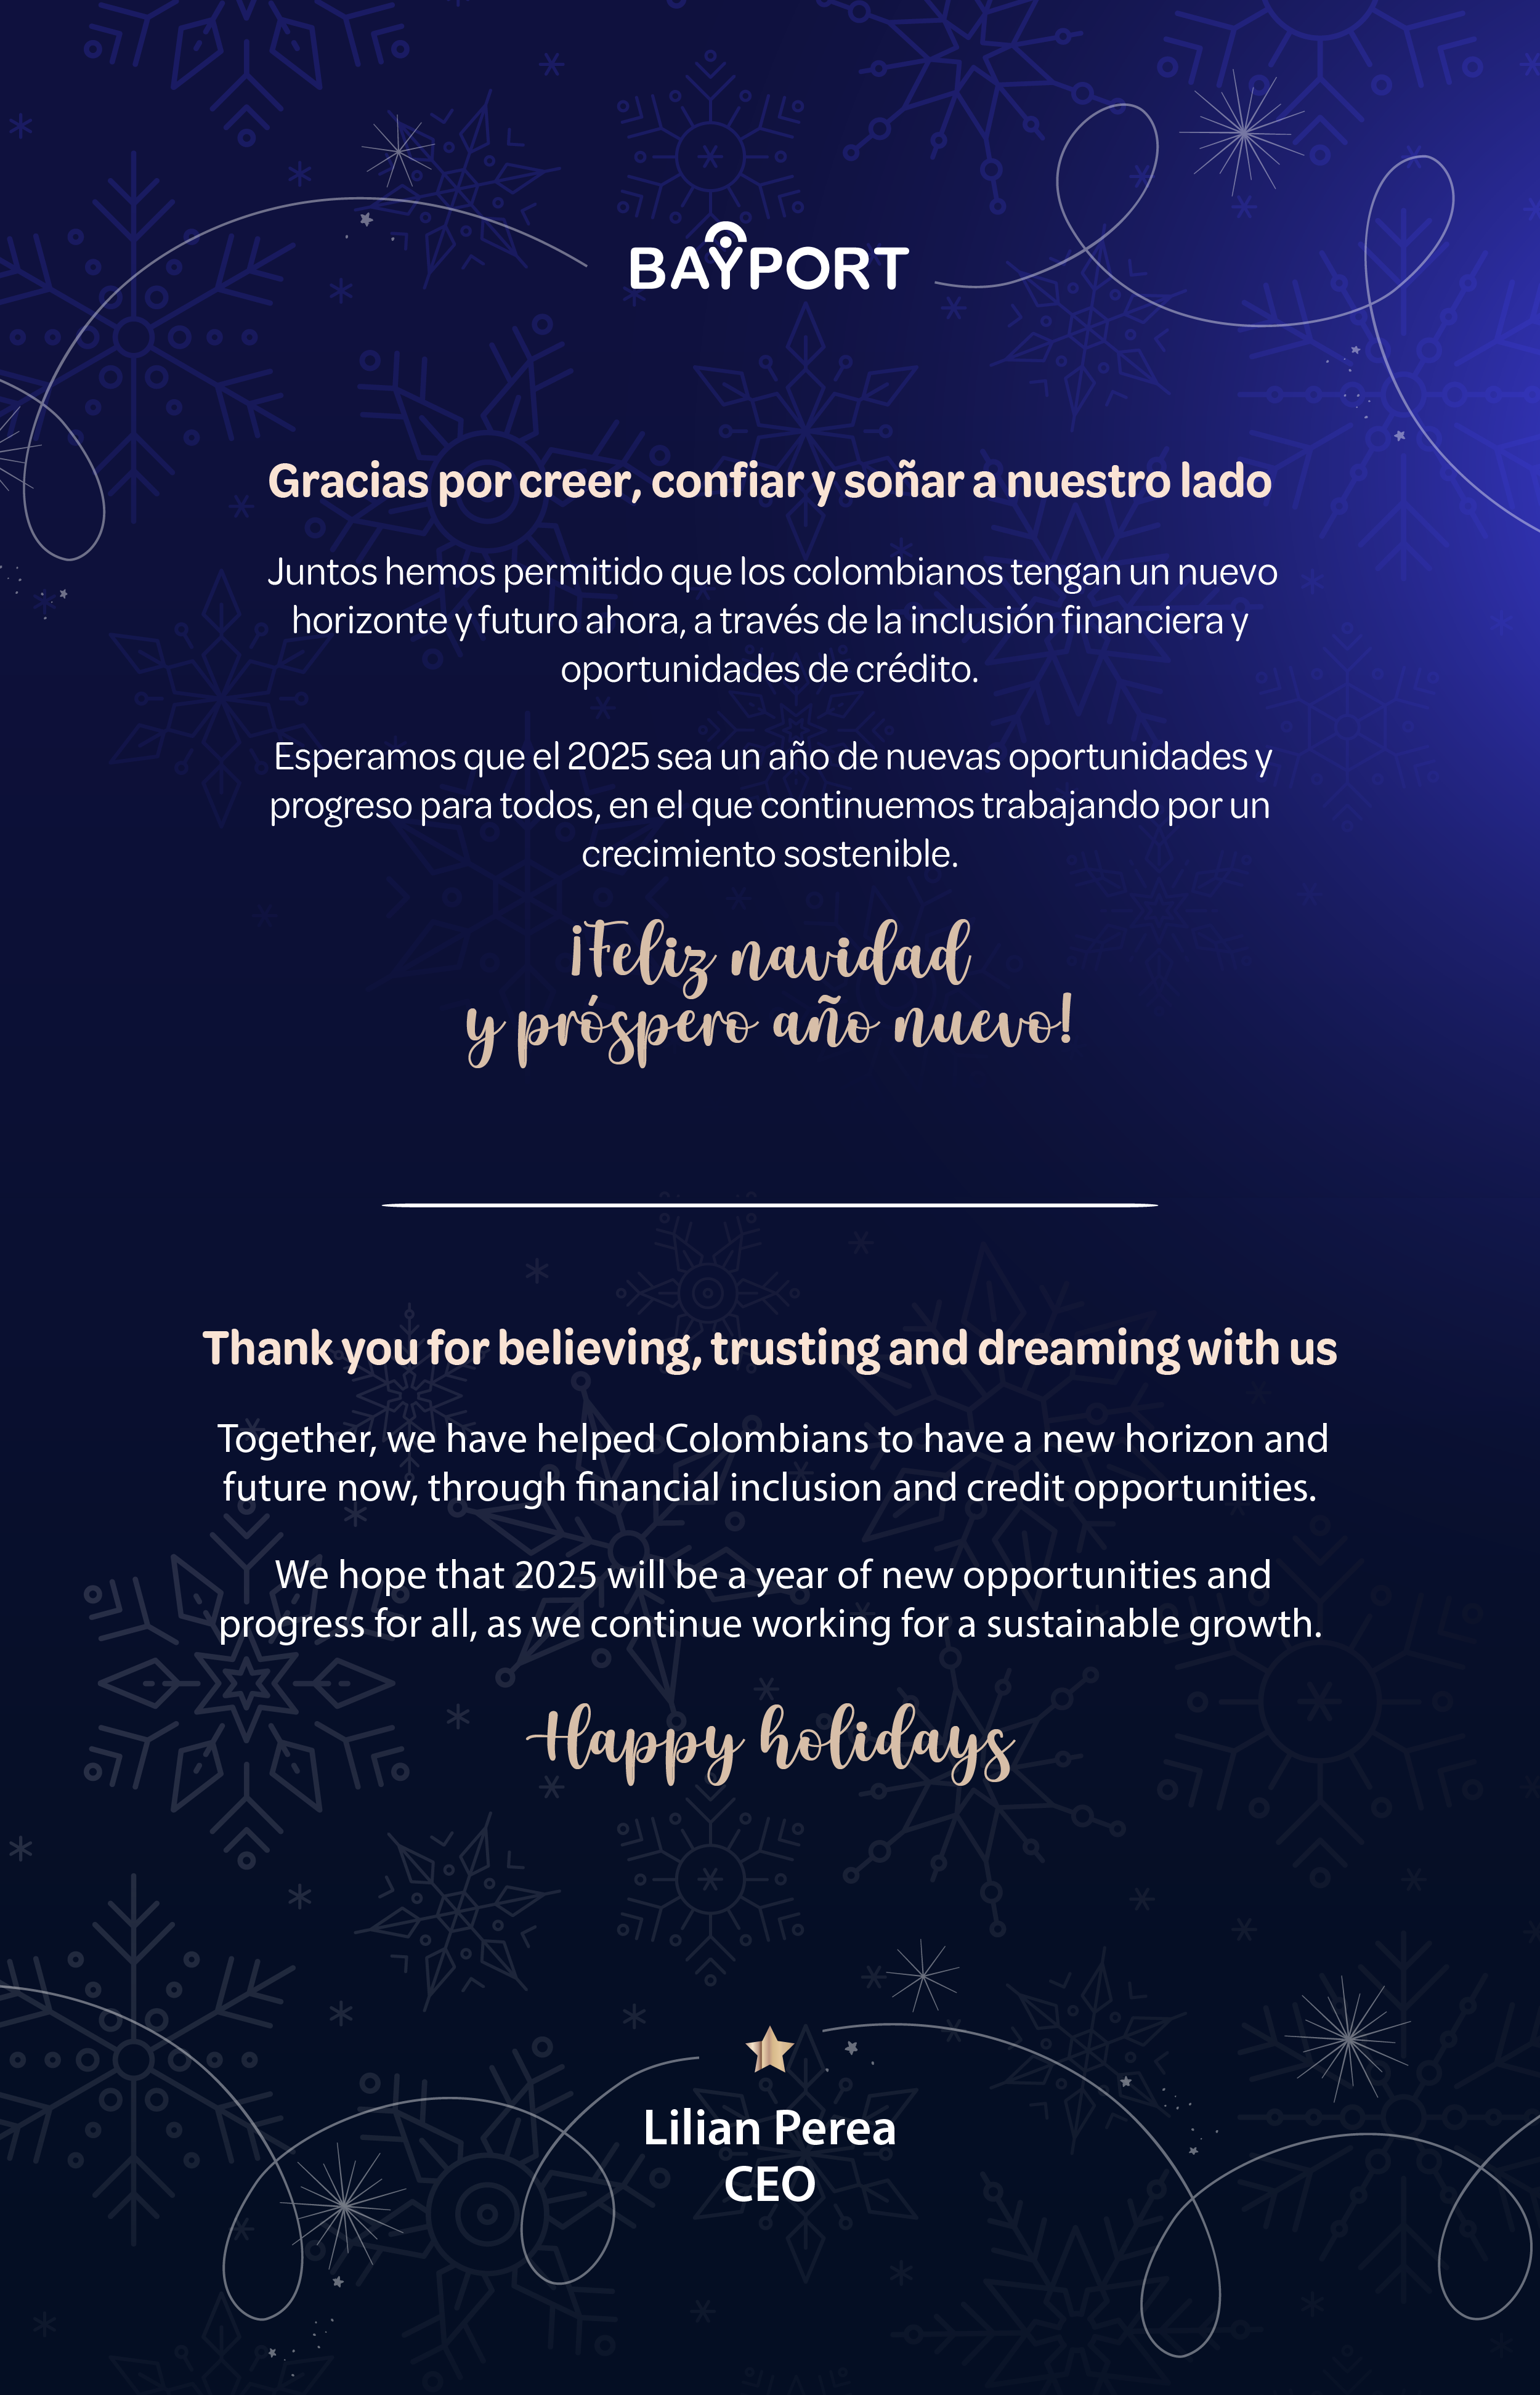 BAYPORT
Gracias por creer, confiar y soñar a nuestro lado
Juntos hemos permitido que los colombianos tengan un nuevo
horizonte y futuro ahora, a través de la inclusión financiera y
oportunidades de crédito.
Esperamos que el 2025 sea un año de nuevas oportunidades y
progreso para todos, en el que continuemos trabajando por un
crecimiento sostenible.
¡Feliz navidad
y próspero año nuevo!
Thank you for believing, trusting and dreaming with us
Together, we have helped Colombians to have a new horizon and
future now, through financial inclusion and credit opportunities.
We hope that 2025 will be a year of new opportunities and
progress for all, as we continue working for a sustainable growth.
Happy holidays
Lilian Perea
CEO